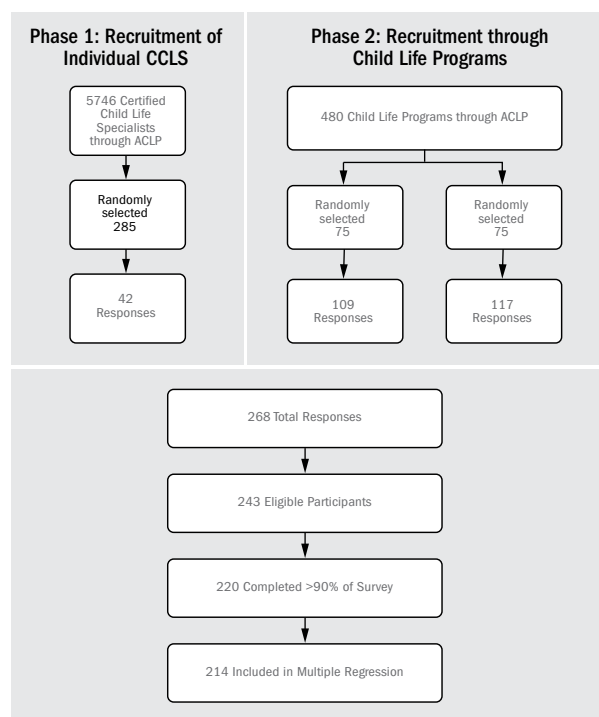 Phase 1: Recruitment of
Individual CCLS
5746 Certified
Child Life
Specialists
through ACLP
Randomly
selected
285
42
Responses
Phase 2: Recruitment through
Child Life Programs
480 Child Life Programs through ACLP
Randomly
selected
75
Randomly
selected
75
109
Responses
117
Responses
268 Total Responses
243 Eligible Participants
220 Completed >90% of Survey
214 Included in Multiple Regression